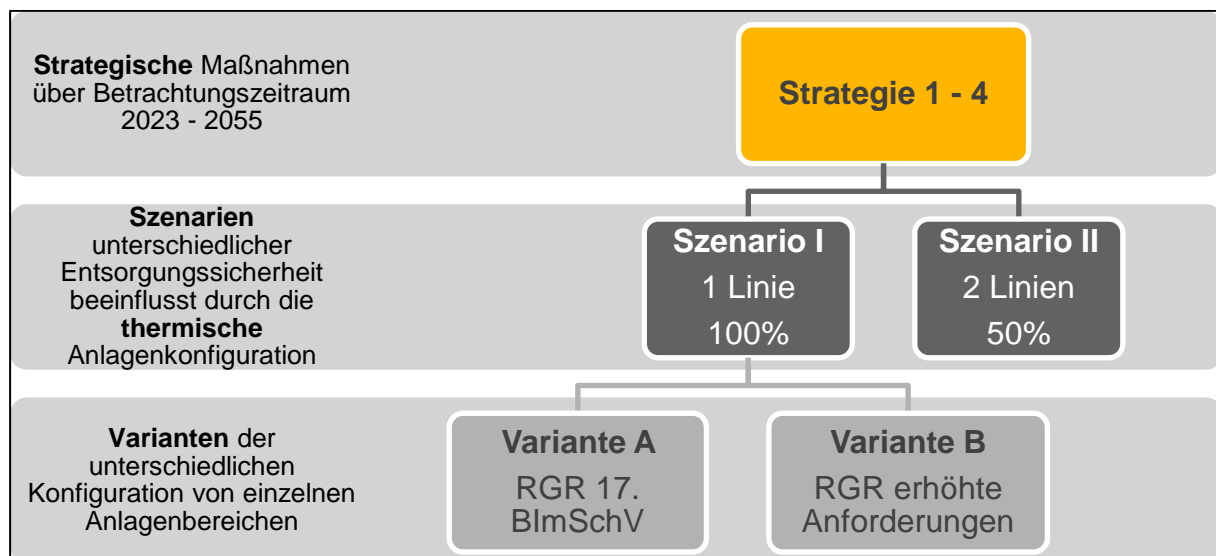 Strategische Maßnahmen
über Betrachtungszeitraum
2023 - 2055
Strategie 1 - 4
Szenarien
unterschiedlicher
Entsorgungssicherheit
beeinflusst durch die
thermische
Anlagenkonfiguration
Szenario I
1 Linie
100%
Szenario II
2 Linien
50%
Varianten der
unterschiedlichen
Konfiguration von einzelnen
Anlagenbereichen
Variante A
RGR 17.
BImSchV
Variante B
RGR erhöhte
Anforderungen